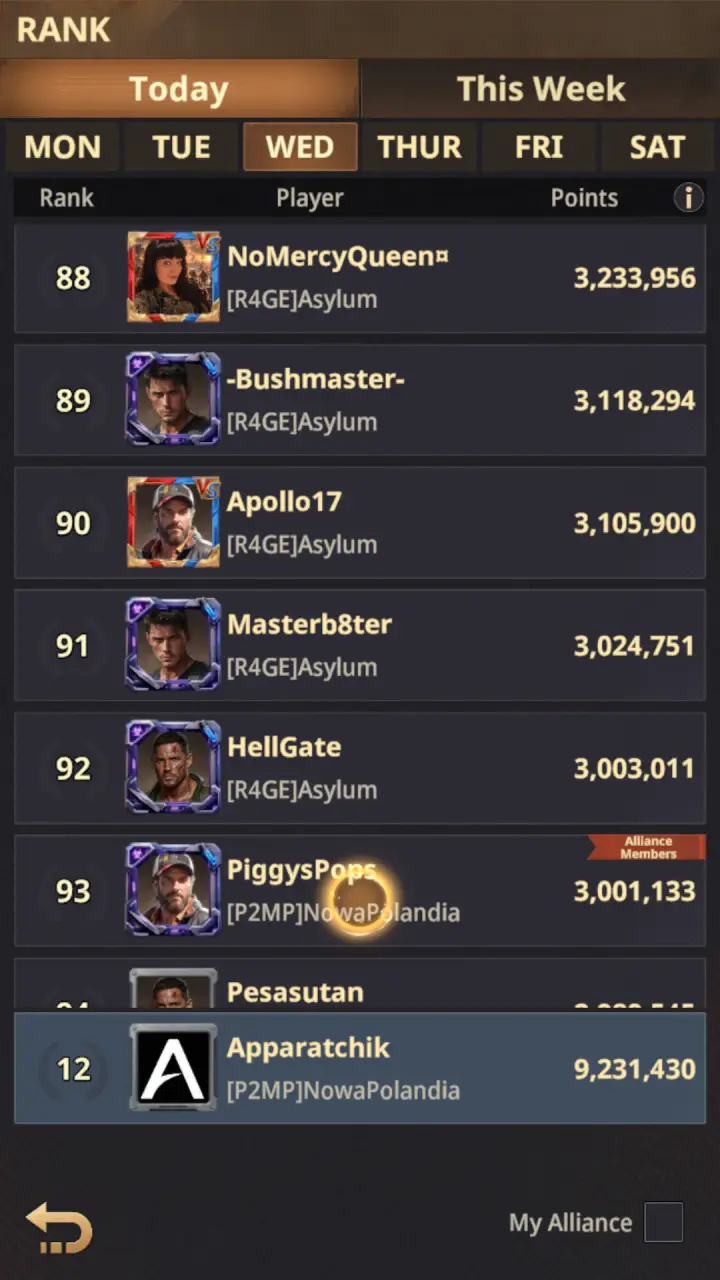 RANK
Today
This Week
MON
TUE
WED
THUR
FRI
SAT
Rank
Player
Points
88
NoMercyQueen¤
[R4GE]Asylum
3,233,956
89
-Bushmaster-
[R4GE]Asylum
3,118,294
90
Apollo17
[R4GE]Asylum
3,105,900
91
Masterb8ter
[R4GE]Asylum
3,024,751
92
HellGate
[R4GE]Asylum
3,003,011
Alliance
Members
93
PiggysPops
[P2MP]NowaPolandia
3,001,133
Pesasutan
12
Apparatchik
[P2MP]NowaPolandia
9,231,430
My Alliance